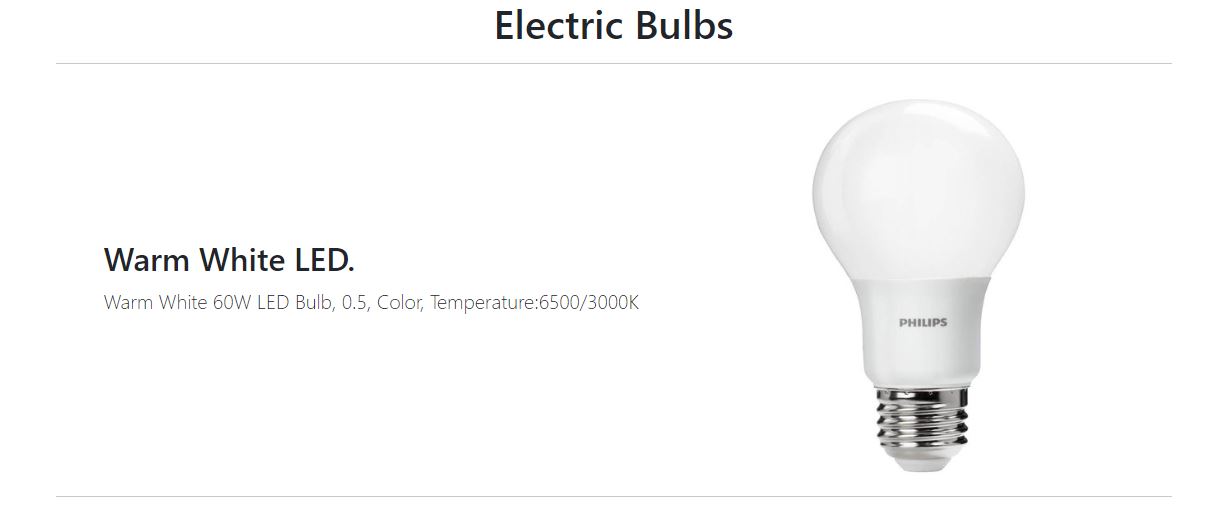 Electric Bulbs
Warm White LED.
Warm White 60W LED Bulb, 0.5, Color, Temperature:6500/3000K
PHILIPS